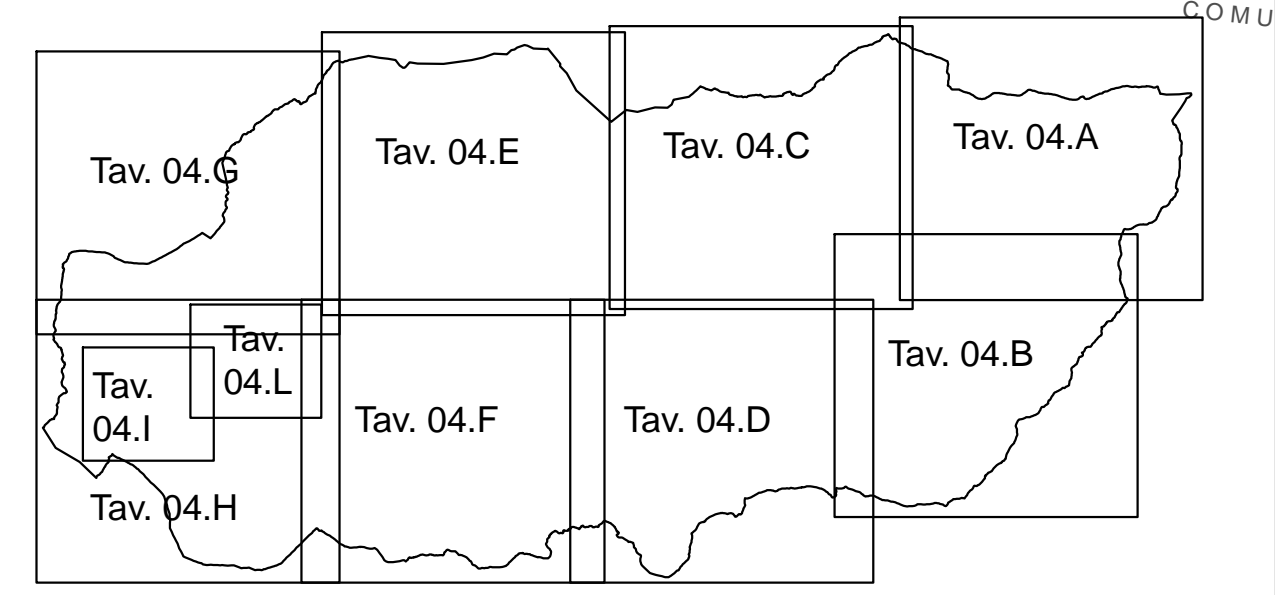 COMU
Tav. 04.A
Tav. 04.C
Tav. 04.E
Tav. 04.G
Tav.
04.L
Tav. 04.B
Tav.
04.I
Tav. 04.F
Tav. 04.D
Tav. 04.H